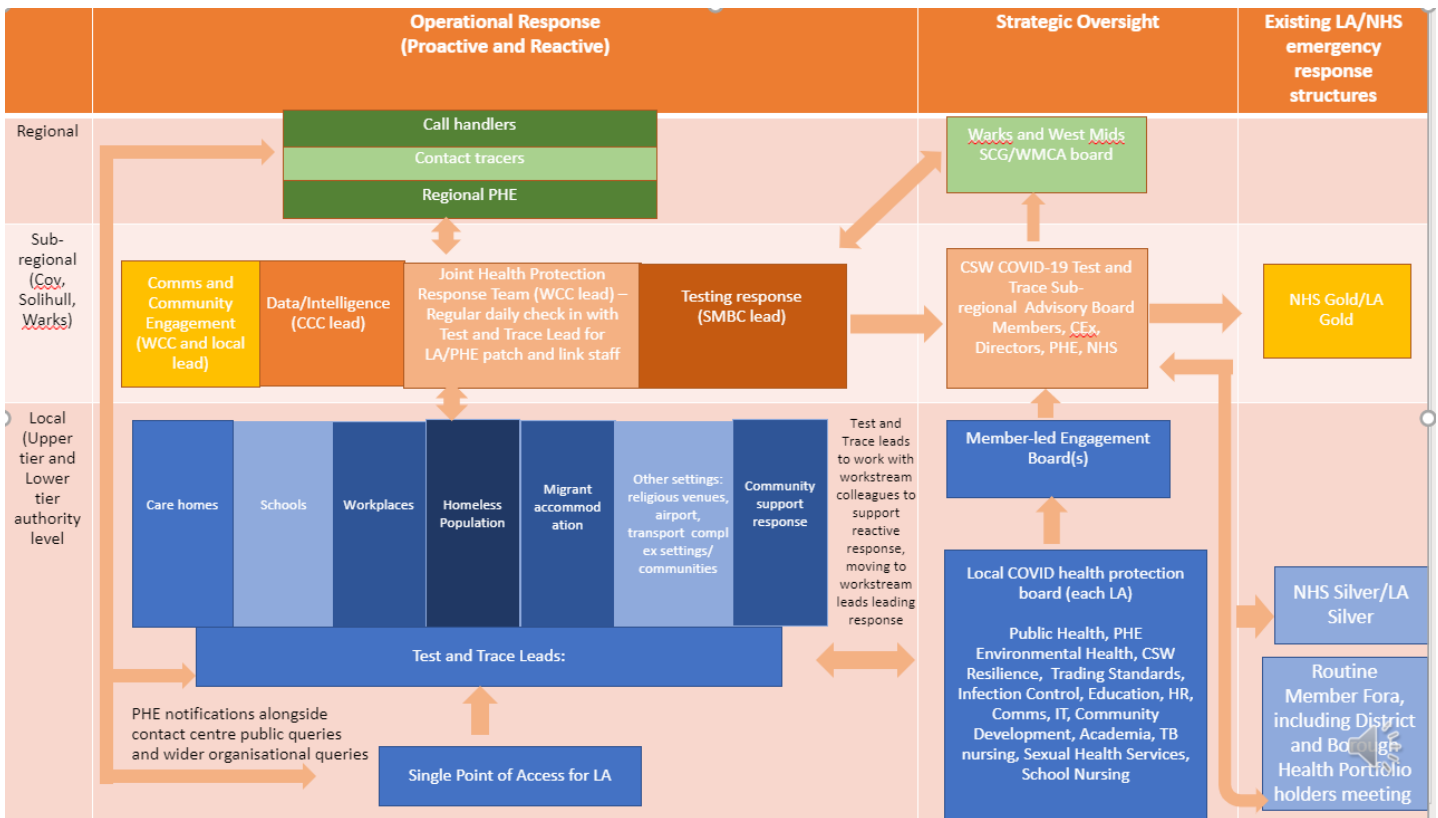 Operational Response
(Proactive and Reactive)
Strategic Oversight
Existing LA/NHS
emergency
response
structures
Regional
Call handlers
Contact tracers
Regional PHE
Warks and West Mids
SCG/WMCA board
Sub-
regional
(Cov,
Solihull,
Warks)
Comms and
Community
Engagement
(WCC and local
lead)
Data/Intelligence
(CCC lead)
Joint Health Protection
Response Team (WCC lead) –
Regular daily check in with
Test and Trace Lead for
LA/PHE patch and link staff
Testing response
(SMBC lead)
CSW COVID-19 Test and
Trace Sub-
regional Advisory Board
Members, CEx,
Directors, PHE, NHS
NHS Gold/LA
Gold
Local
(Upper
tier and
Lower
tier
authority
level
Care homes
Schools
Workplaces
Homeless
Population
Migrant
accommod
ation
Other settings:
religious venues,
airport,
transport compl
ex settings/
communities
Community
support
response
Test and
Trace leads
to work with
workstream
colleagues to
support
reactive
response,
moving to
workstream
leads leading
response
Member-led Engagement
Board(s)
Local COVID health protection
board (each LA)
Public Health, PHE
Environmental Health, CSW
Resilience, Trading Standards,
Infection Control, Education, HR,
Comms, IT, Community
Development, Academia, TB
nursing, Sexual Health Services,
School Nursing
NHS Silver/LA
Silver
Routine
Member Fora,
including District
and Borough
Health Portfolio
holders meeting
Test and Trace Leads:
PHE notifications alongside
contact centre public queries
and wider organisational queries
Single Point of Access for LA